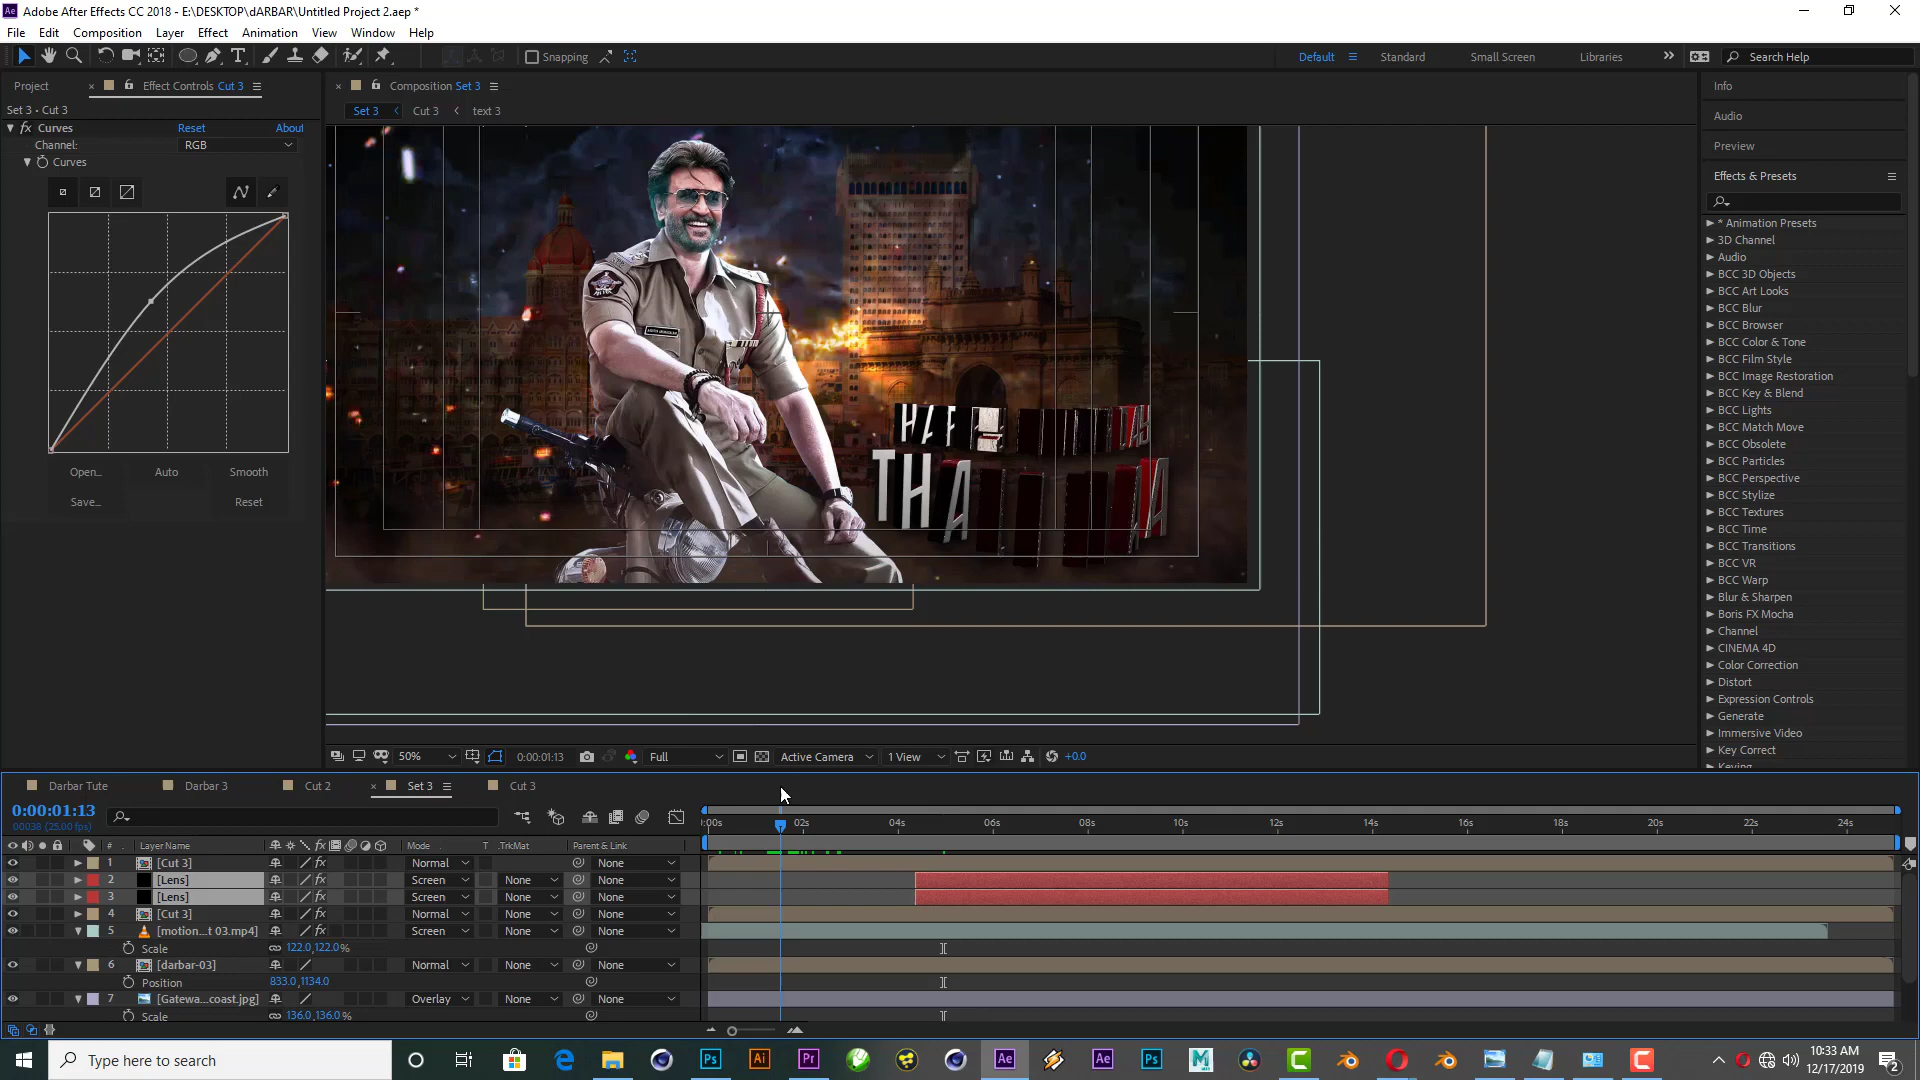 Adobe After Effects CC 2018 - E:\DESKTOP\dARBAR\Untitled Project 2.aep *
File Edit Composition Layer Effect Animation View Window Help
Snapping
Default
Standard
Small Screen
Libraries
Search Help
Project
Effect Controls Cut 3
Set 3 • Cut 3
fx Curves Reset About
Channel: RGB
Curves
Open... Auto Smooth
Save... Reset
Composition Set 3
Set 3 Cut 3 text 3
THA
50%
0:00:01:13
Full
Active Camera
1 View
+0.0
Info
Audio
Preview
Effects & Presets
* Animation Presets
3D Channel
Audio
BCC 3D Objects
BCC Art Looks
BCC Blur
BCC Browser
BCC Color & Tone
BCC Film Style
BCC Image Restoration
BCC Key & Blend
BCC Lights
BCC Match Move
BCC Obsolete
BCC Particles
BCC Perspective
BCC Stylize
BCC Textures
BCC Time
BCC Transitions
BCC VR
BCC Warp
Blur & Sharpen
Boris FX Mocha
Channel
CINEMA 4D
Color Correction
Distort
Expression Controls
Generate
Immersive Video
Key Correct
Keying
Darbar Tute
Darbar 3
Cut 2
Set 3
Cut 3
0:00:01:13
00038 (25.00 fps)
:00s 02s 04s 06s 08s 10s 12s 14s 16s 18s 20s 22s 24s
# Layer Name Mode T .TrkMat Parent & Link
1 [Cut 3] fx Normal None
2 [Lens] fx Screen None None
3 [Lens] fx Screen None None
4 [Cut 3] fx Normal None None
5 [motion...t 03.mp4] fx Screen None None
Scale 122.0,122.0%
6 [darbar-03] Normal None None
Position 833.0,1134.0
7 [Gatewa...coast.jpg] Overlay None None
Scale 136.0,136.0%
Type here to search
10:33 AM
12/17/2019
2